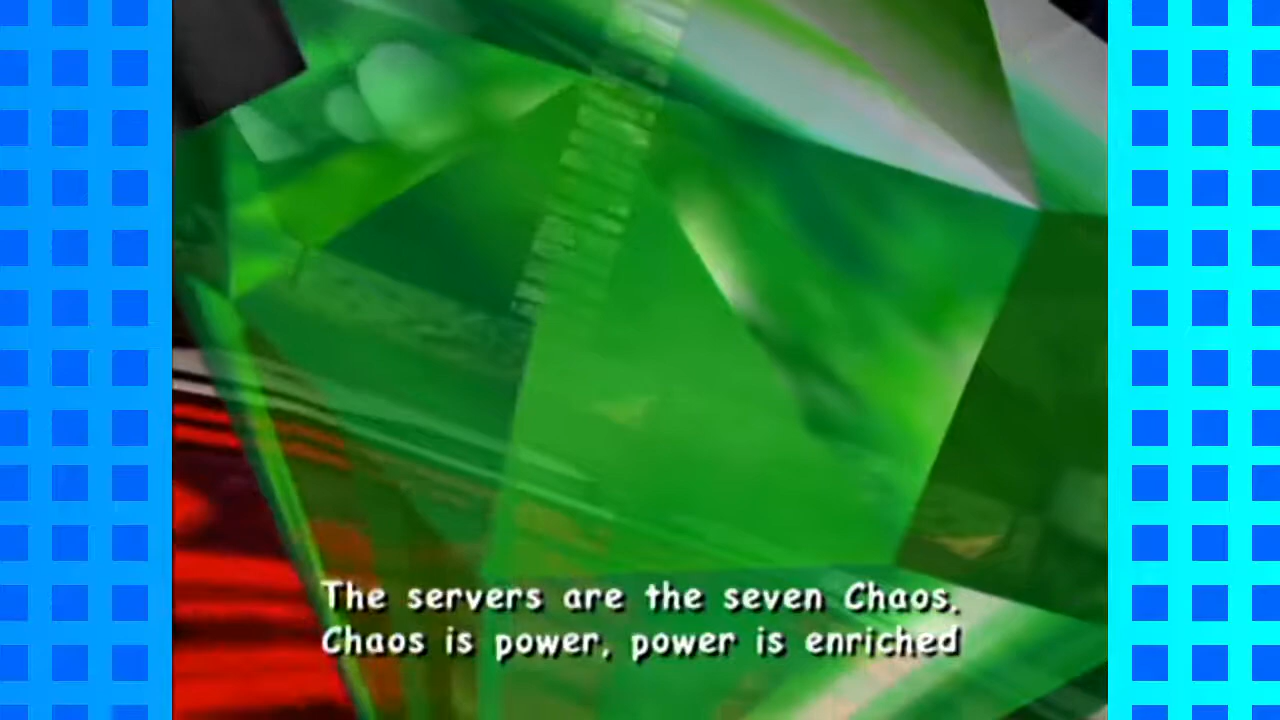 The servers are the seven Chaos.
Chaos is power, power is enriched